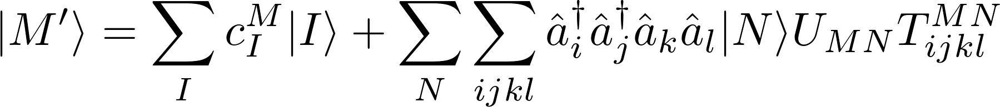 |M′⟩ = ∑_I c_I^M |I⟩ + ∑_N ∑_{ijkl} â_i^† â_j^† â_k â_l |N⟩ U_{MN} T_{ijkl}^{MN}